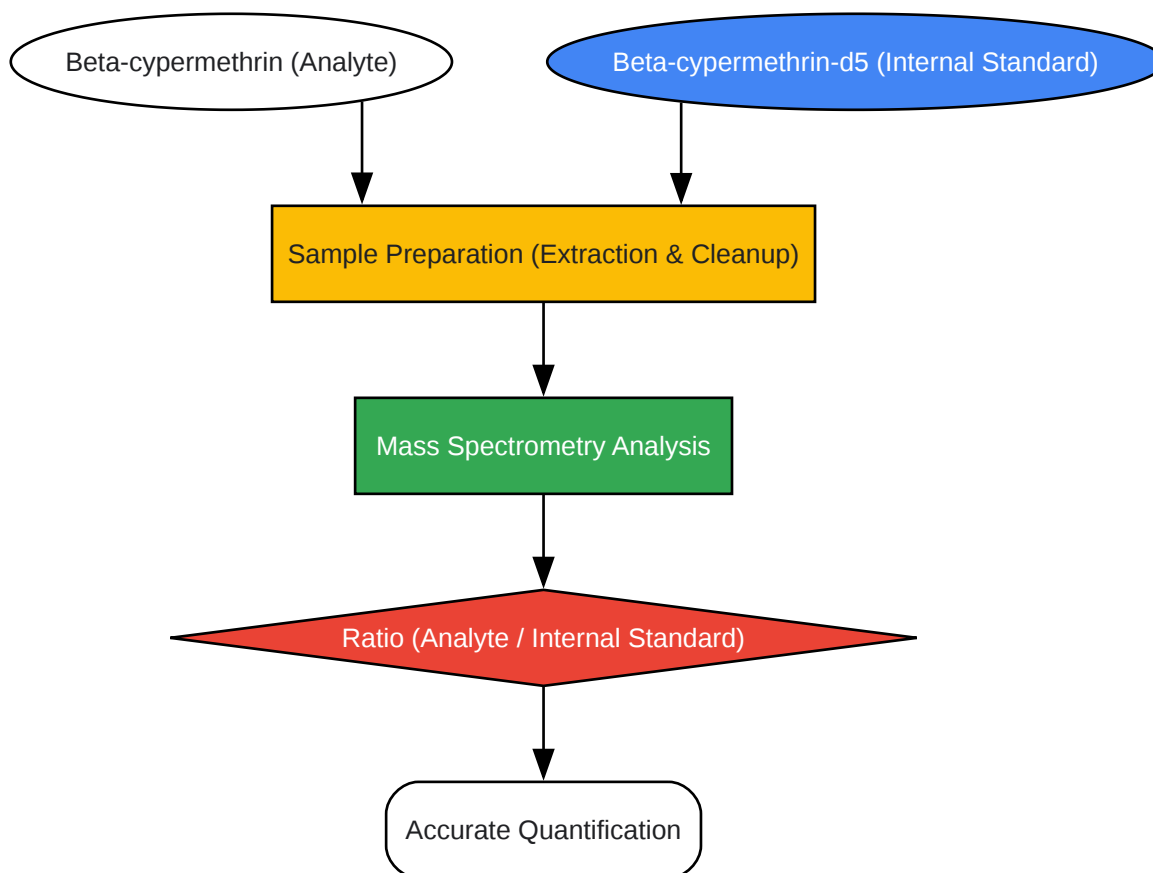 Beta-cypermethrin (Analyte)
Beta-cypermethrin-d5 (Internal Standard)
Sample Preparation (Extraction & Cleanup)
Mass Spectrometry Analysis
Ratio (Analyte / Internal Standard)
Accurate Quantification